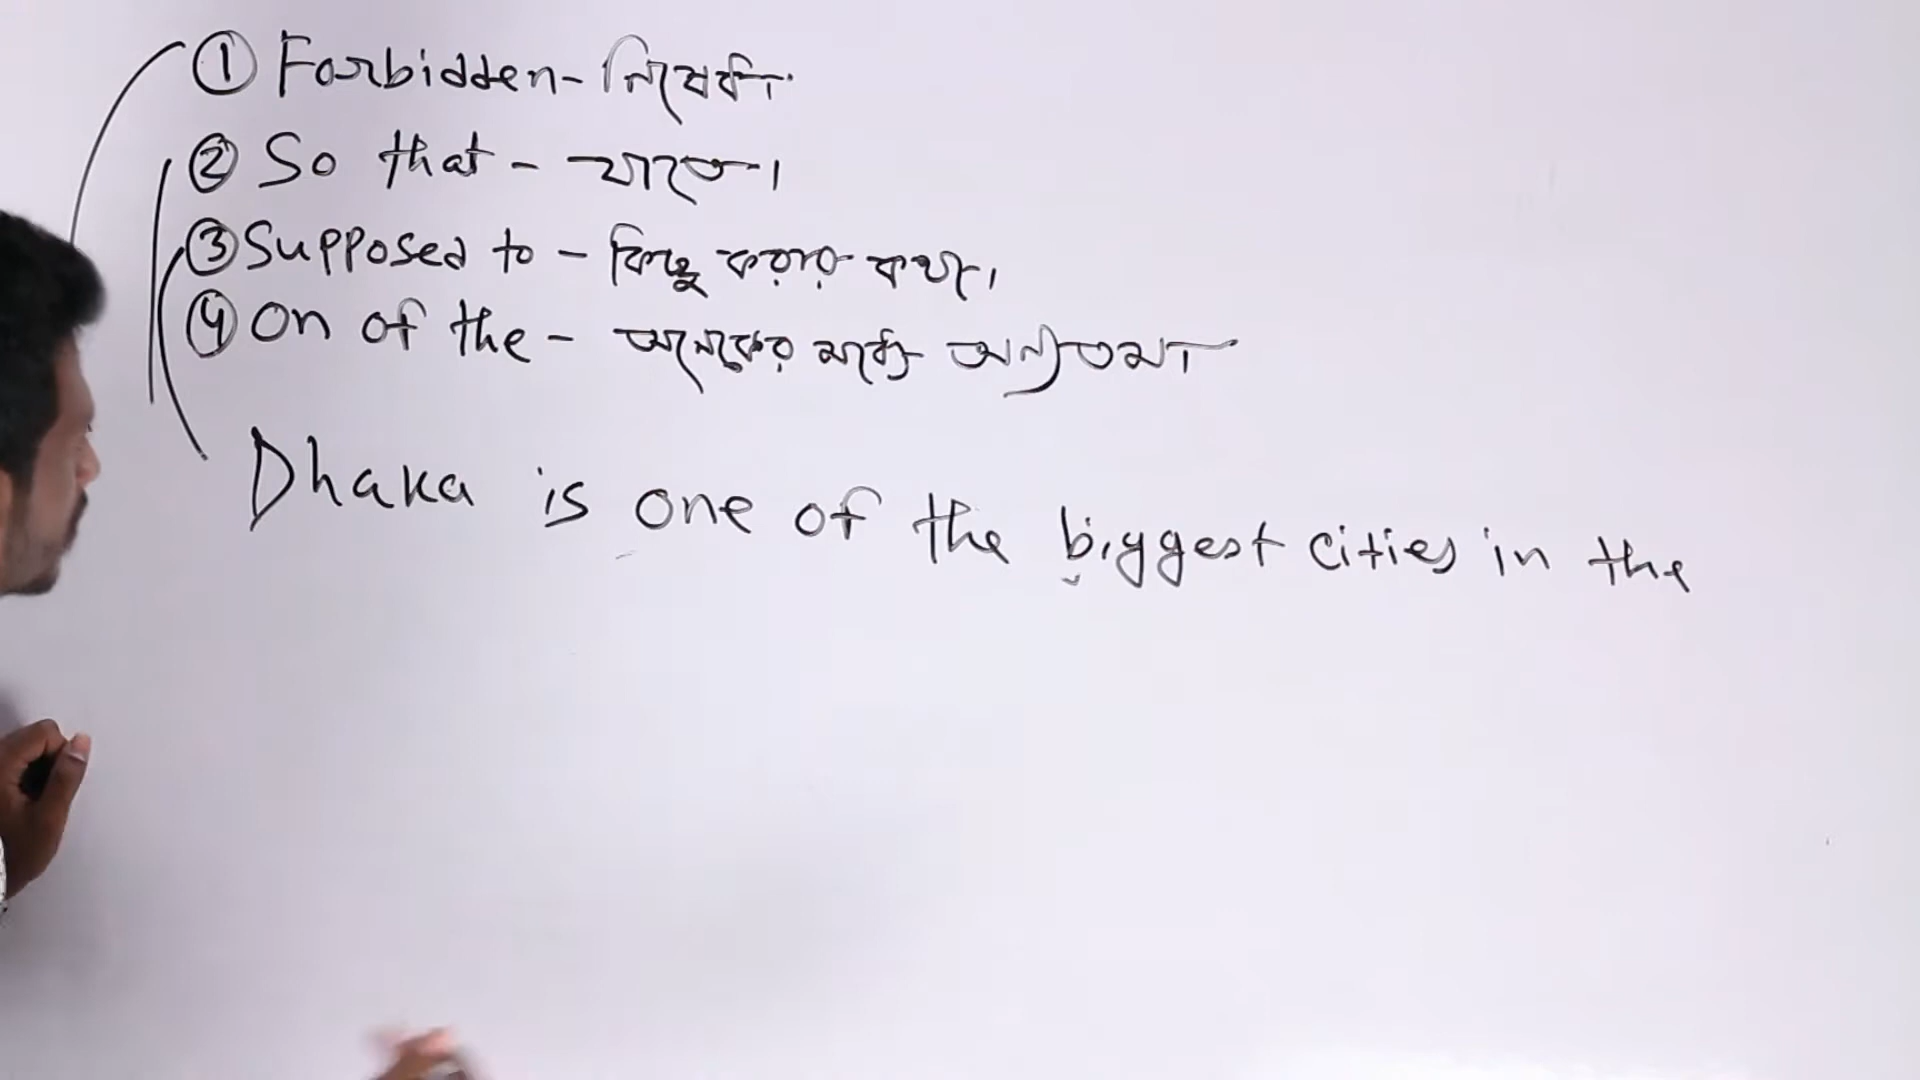 ① Forbidden - নিষেধ।
② So that - যাতে।
③ Supposed to - কিছু করার কথা।
④ On of the - অনেকের মধ্যে অন্যতম।
Dhaka is one of the biggest cities in the